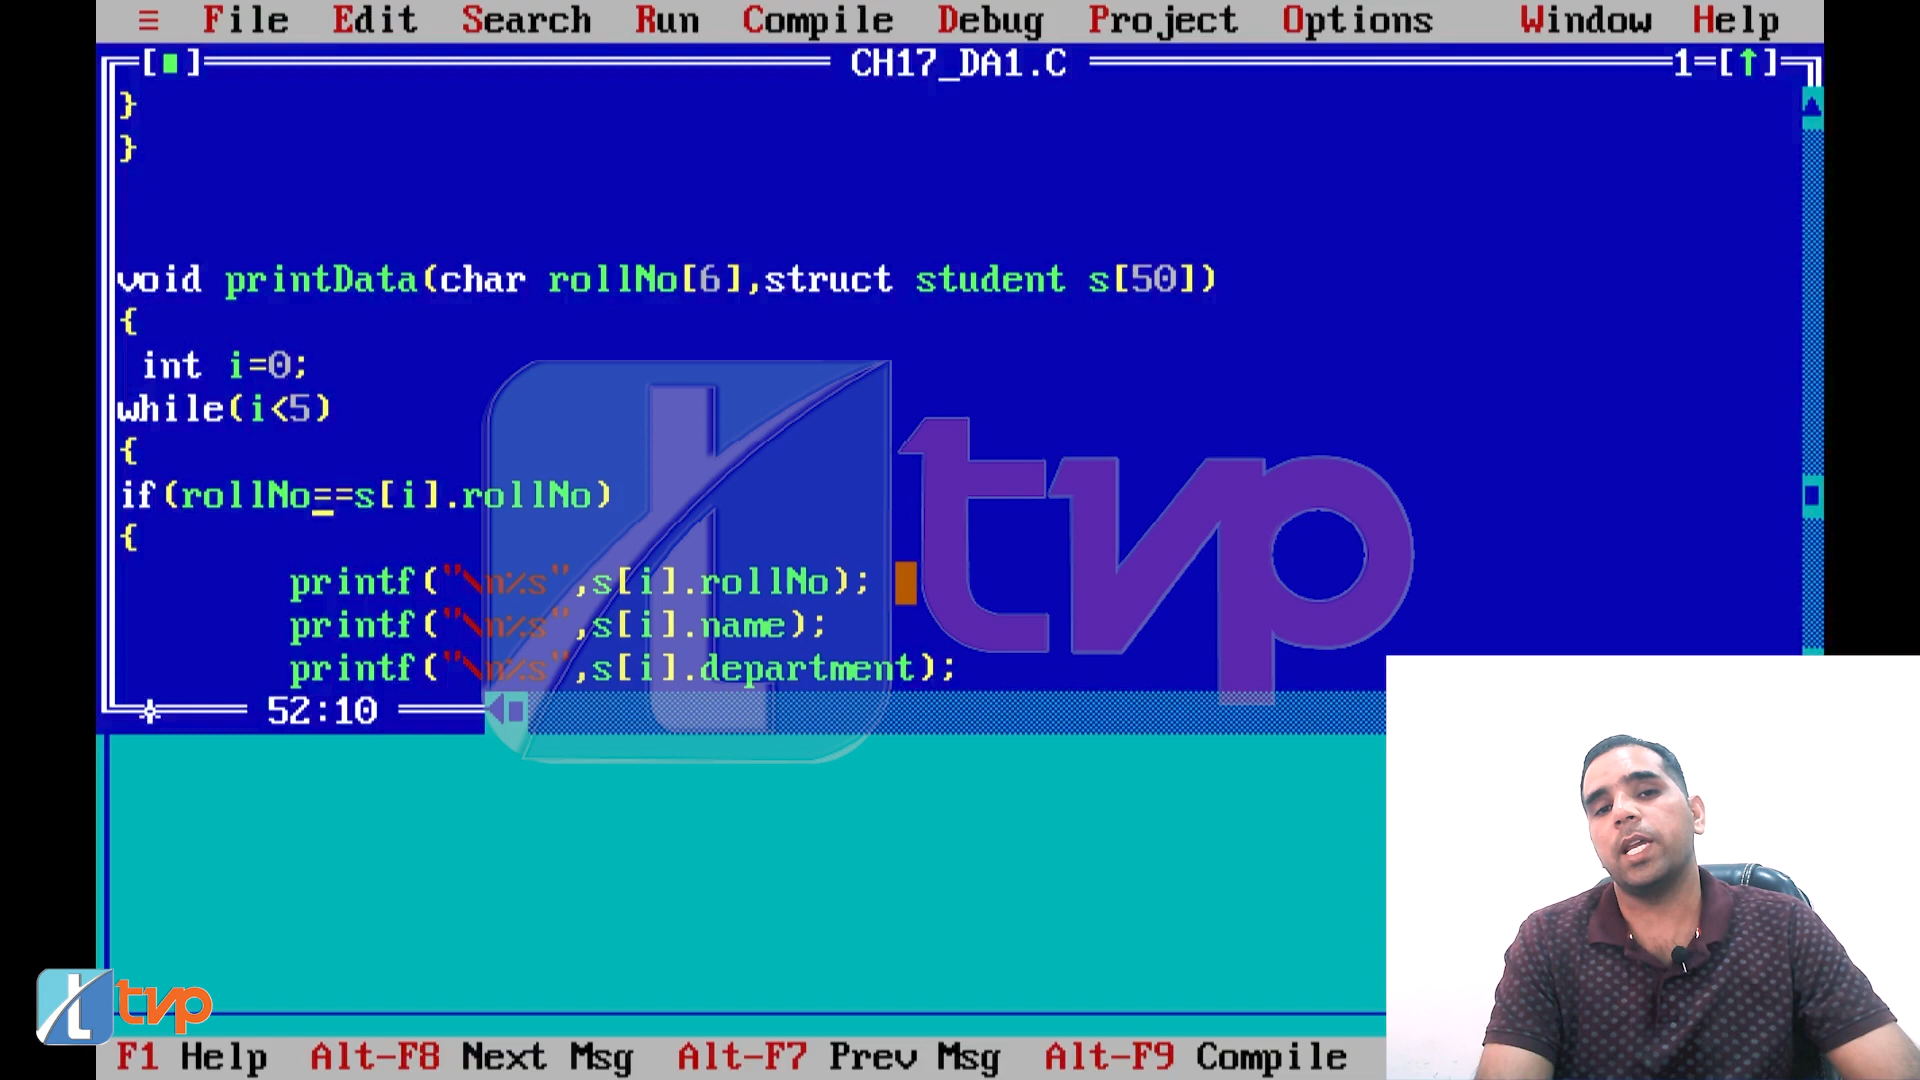 ≡ File Edit Search Run Compile Debug Project Options Window Help
[■] CH17_DA1.C 1=[↑]
}
}
void printData(char rollNo[6],struct student s[50])
{
int i=0;
while(i<5)
{
if(rollNo==s[i].rollNo)
{
printf("\n%s",s[i].rollNo);
printf("\n%s",s[i].name);
printf("\n%s",s[i].department);
52:10
tvp
tvp
F1 Help Alt-F8 Next Msg Alt-F7 Prev Msg Alt-F9 Compile